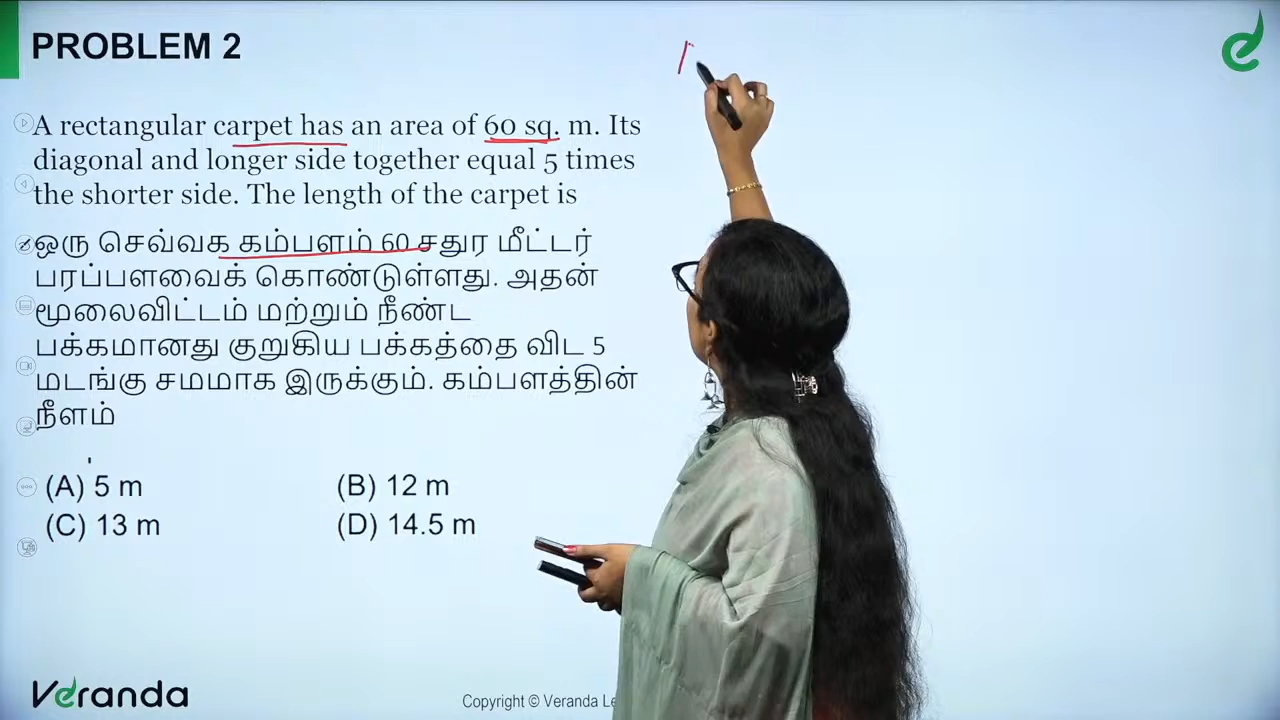 PROBLEM 2
A rectangular carpet has an area of 60 sq. m. Its
diagonal and longer side together equal 5 times
the shorter side. The length of the carpet is
ஒரு செவ்வக கம்பளம் 60 சதுர மீட்டர்
பரப்பளவைக் கொண்டுள்ளது. அதன்
மூலைவிட்டம் மற்றும் நீண்ட
பக்கமானது குறுகிய பக்கத்தை விட 5
மடங்கு சமமாக இருக்கும். கம்பளத்தின்
நீளம்
(A) 5 m (B) 12 m
(C) 13 m (D) 14.5 m
Veranda
Copyright © Veranda